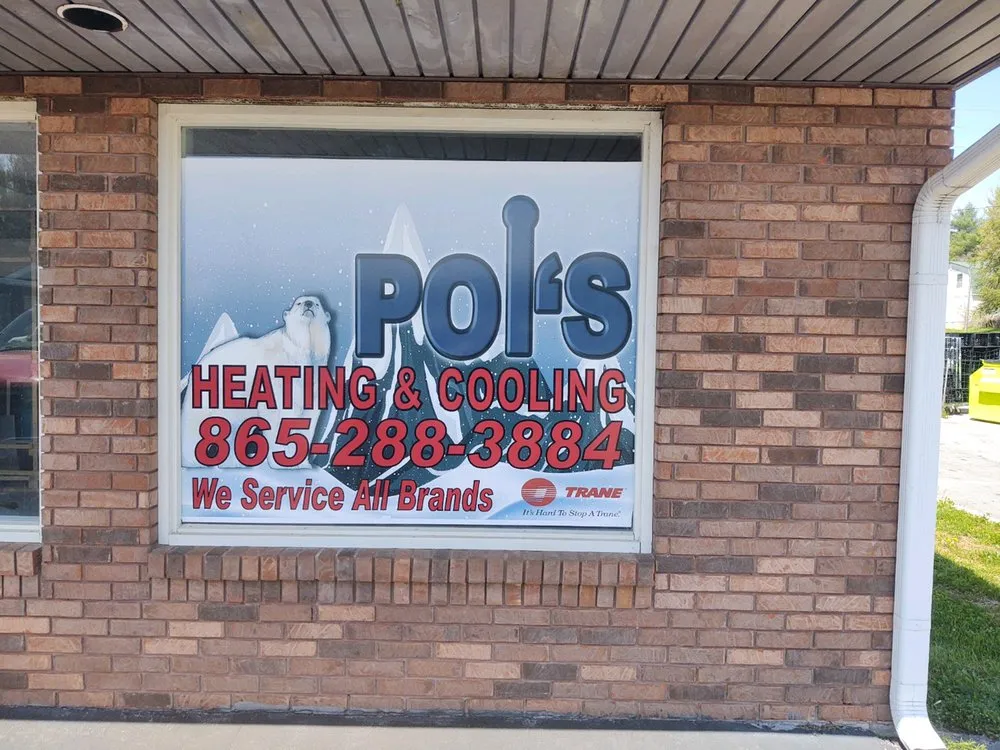 POl'S
HEATING & COOLING
865-288-3884
We Service All Brands
TRANE
It's Hard To Stop A Trane.®